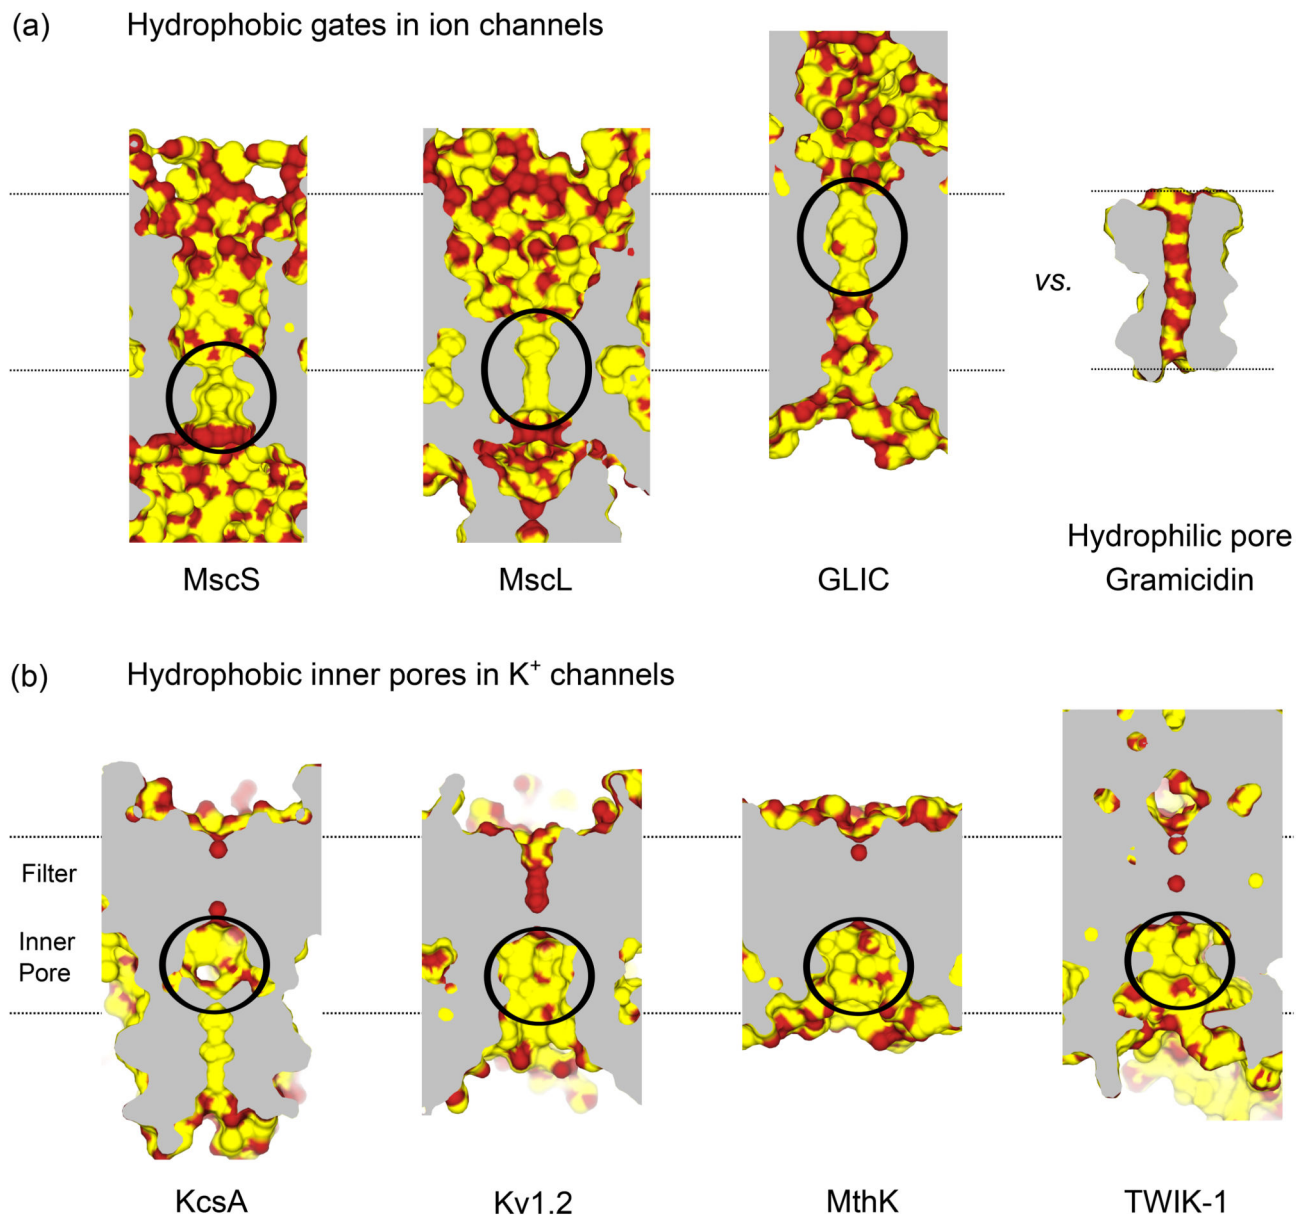 (a) Hydrophobic gates in ion channels
vs.
MscS MscL GLIC Hydrophilic pore
Gramicidin
(b) Hydrophobic inner pores in K⁺ channels
Filter
Inner
Pore
KcsA Kv1.2 MthK TWIK-1